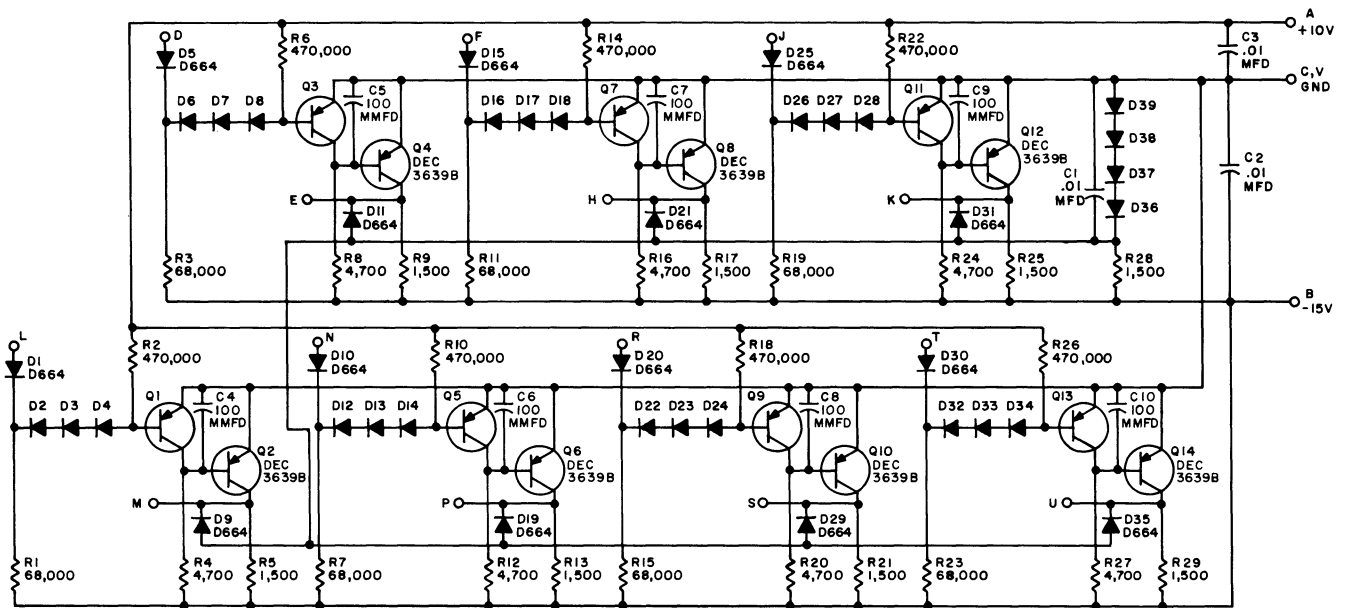 A
+10V
R6
470,000
R14
470,000
R22
470,000
C3
.01
MFD
D
D5
D664
F
D15
D664
J
D25
D664
C,V
GND
Q3
C5
100
MMFD
Q7
C7
100
MMFD
Q11
C9
100
MMFD
D6 D7 D8
D16 D17 D18
D26 D27 D28
D39
D38
D37
D36
Q4
DEC
3639B
Q8
DEC
3639B
Q12
DEC
3639B
C1
.01
MFD
C2
.01
MFD
E
D11
D664
H
D21
D664
K
D31
D664
R3
68,000
R8
4,700
R9
1,500
R11
68,000
R16
4,700
R17
1,500
R19
68,000
R24
4,700
R25
1,500
R28
1,500
B
-15V
L
D1
D664
R2
470,000
N
D10
D664
R10
470,000
R
D20
D664
R18
470,000
T
D30
D664
R26
470,000
Q1
C4
100
MMFD
Q5
C6
100
MMFD
Q9
C8
100
MMFD
Q13
C10
100
MMFD
D2 D3 D4
D12 D13 D14
D22 D23 D24
D32 D33 D34
Q2
DEC
3639B
Q6
DEC
3639B
Q10
DEC
3639B
Q14
DEC
3639B
M
D9
D664
P
D19
D664
S
D29
D664
U
D35
D664
R1
68,000
R4
4,700
R5
1,500
R7
68,000
R12
4,700
R13
1,500
R15
68,000
R20
4,700
R21
1,500
R23
68,000
R27
4,700
R29
1,500